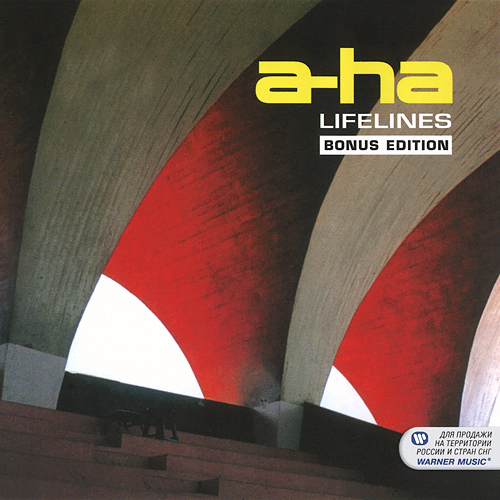 a-ha
LIFELINES
BONUS EDITION
ДЛЯ ПРОДАЖИ
НА ТЕРРИТОРИИ
РОССИИ И СТРАН СНГ
WARNER MUSIC®